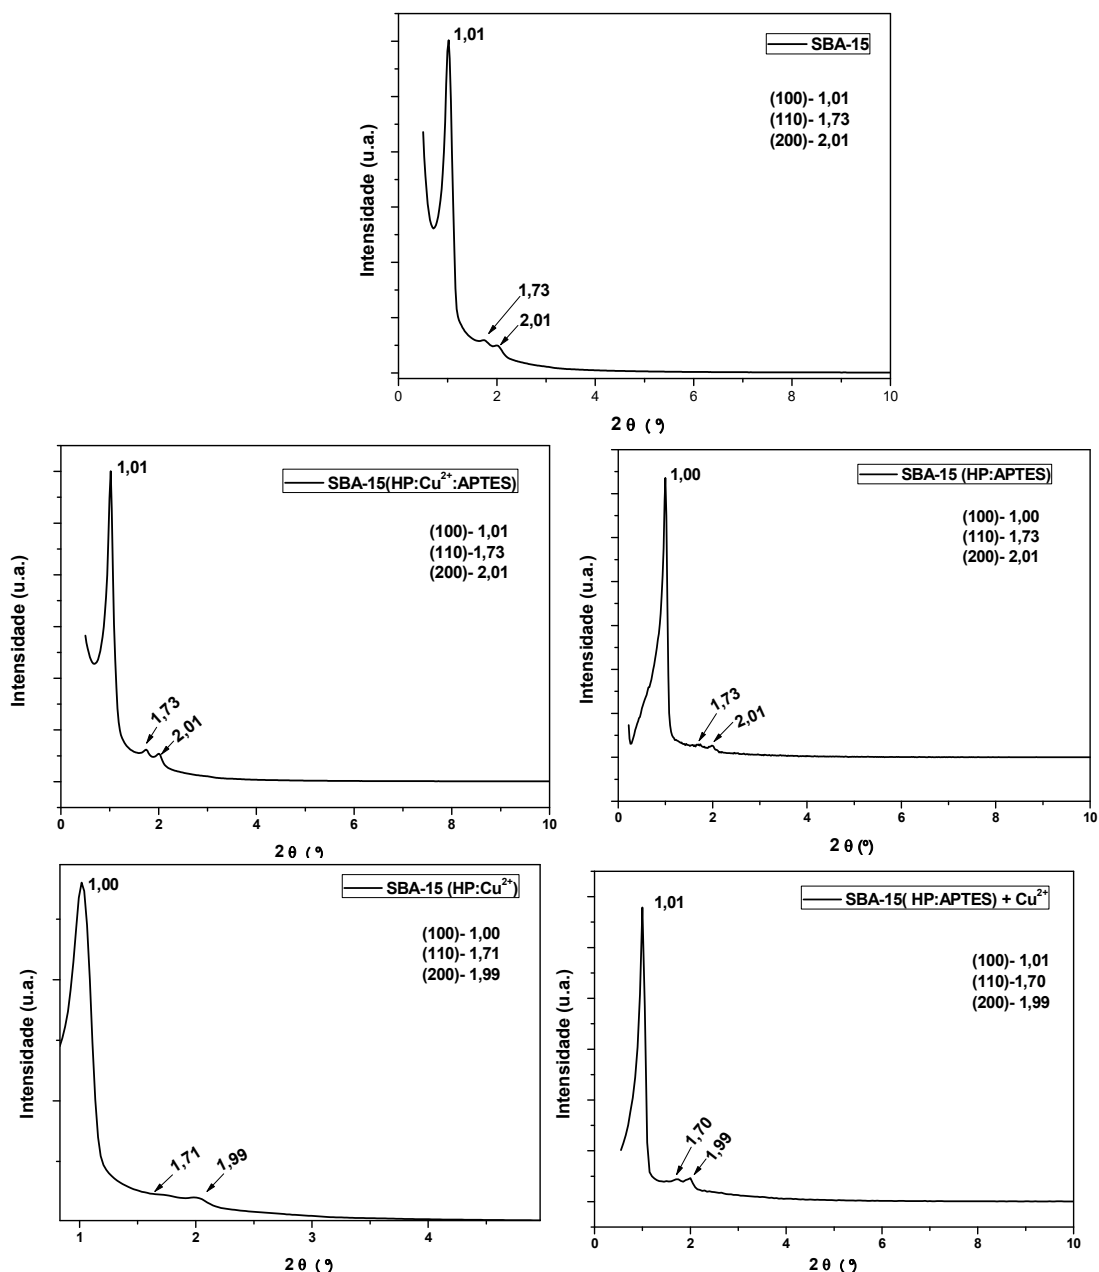 1,01
SBA-15
(100)- 1,01
(110)- 1,73
(200)- 2,01
1,73
2,01
Intensidade (u.a.)
0 2 4 6 8 10
2 θ ( º)
1,01
SBA-15(HP:Cu²⁺:APTES)
(100)- 1,01
(110)-1,73
(200)- 2,01
1,73
2,01
Intensidade (u.a.)
0 2 4 6 8 10
2 θ ( º)
1,00
SBA-15 (HP:APTES)
(100)- 1,00
(110)- 1,73
(200)- 2,01
1,73
2,01
Intensidade (u.a.)
0 2 4 6 8 10
2 θ (º)
1,00
SBA-15 (HP:Cu²⁺)
(100)- 1,00
(110)- 1,71
(200)- 1,99
1,71
1,99
Intensidade (u.a.)
1 2 3 4
2 θ ( º)
1,01
SBA-15( HP:APTES) + Cu²⁺
(100)- 1,01
(110)-1,70
(200)- 1,99
1,70
1,99
Intensidade (u.a.)
0 2 4 6 8 10
2 θ ( º)